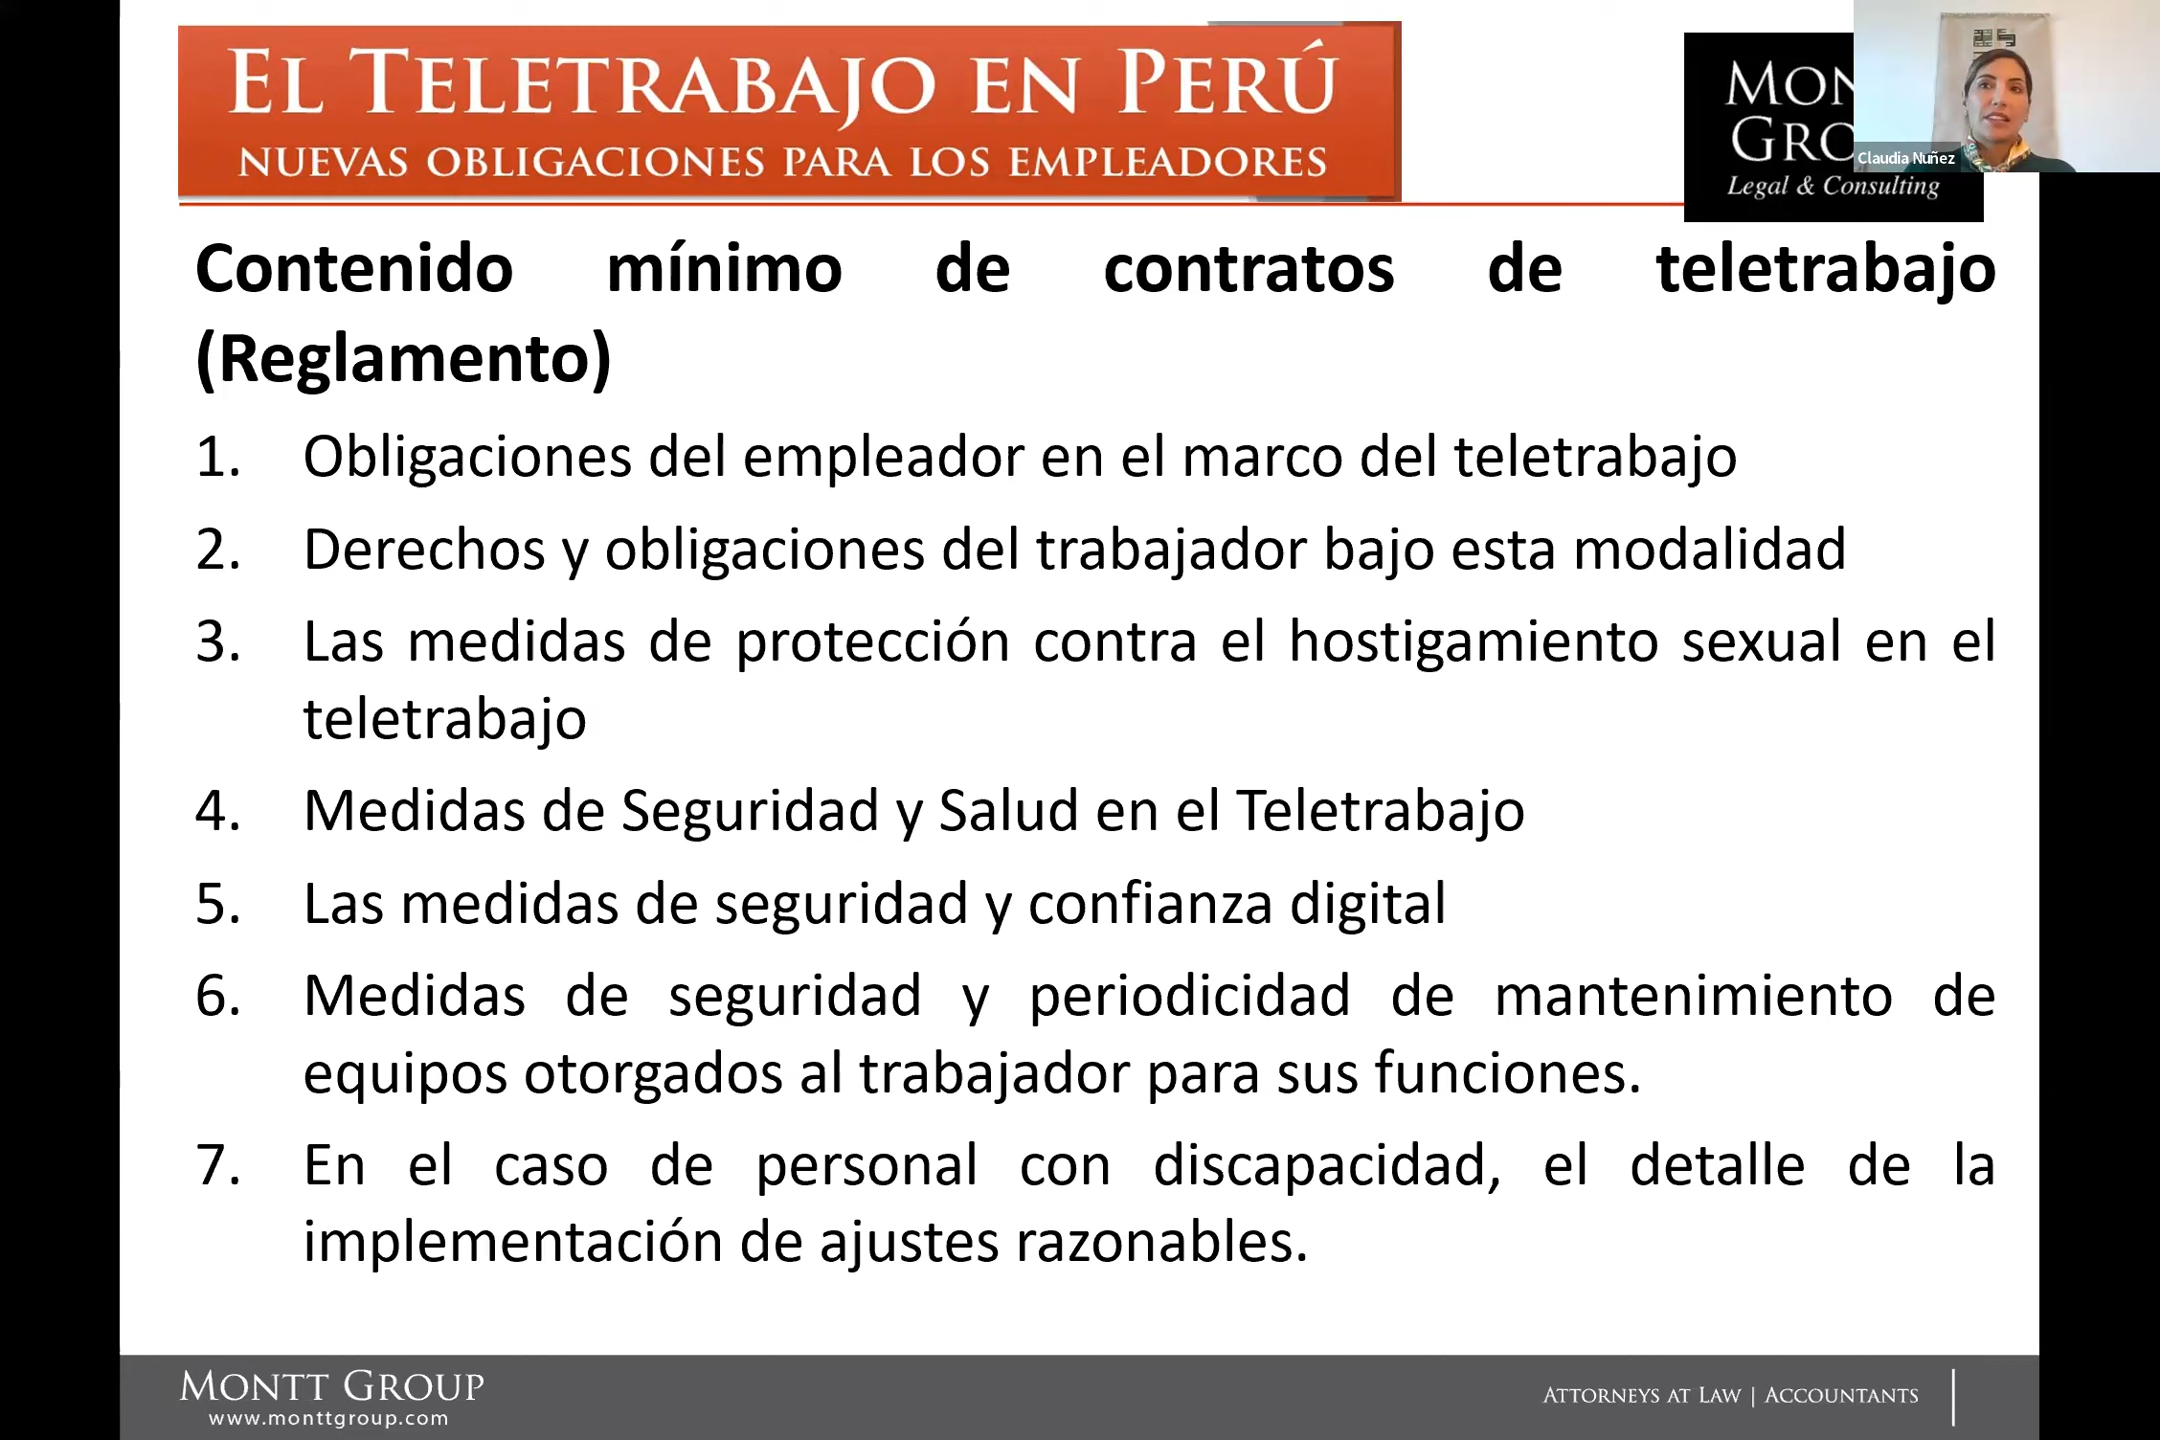 El Teletrabajo en Perú
nuevas obligaciones para los empleadores
Legal & Consulting
Claudia Nuñez
Contenido mínimo de contratos de teletrabajo
(Reglamento)
1. Obligaciones del empleador en el marco del teletrabajo
2. Derechos y obligaciones del trabajador bajo esta modalidad
3. Las medidas de protección contra el hostigamiento sexual en el
teletrabajo
4. Medidas de Seguridad y Salud en el Teletrabajo
5. Las medidas de seguridad y confianza digital
6. Medidas de seguridad y periodicidad de mantenimiento de
equipos otorgados al trabajador para sus funciones.
7. En el caso de personal con discapacidad, el detalle de la
implementación de ajustes razonables.
Montt Group
www.monttgroup.com
Attorneys at Law | Accountants